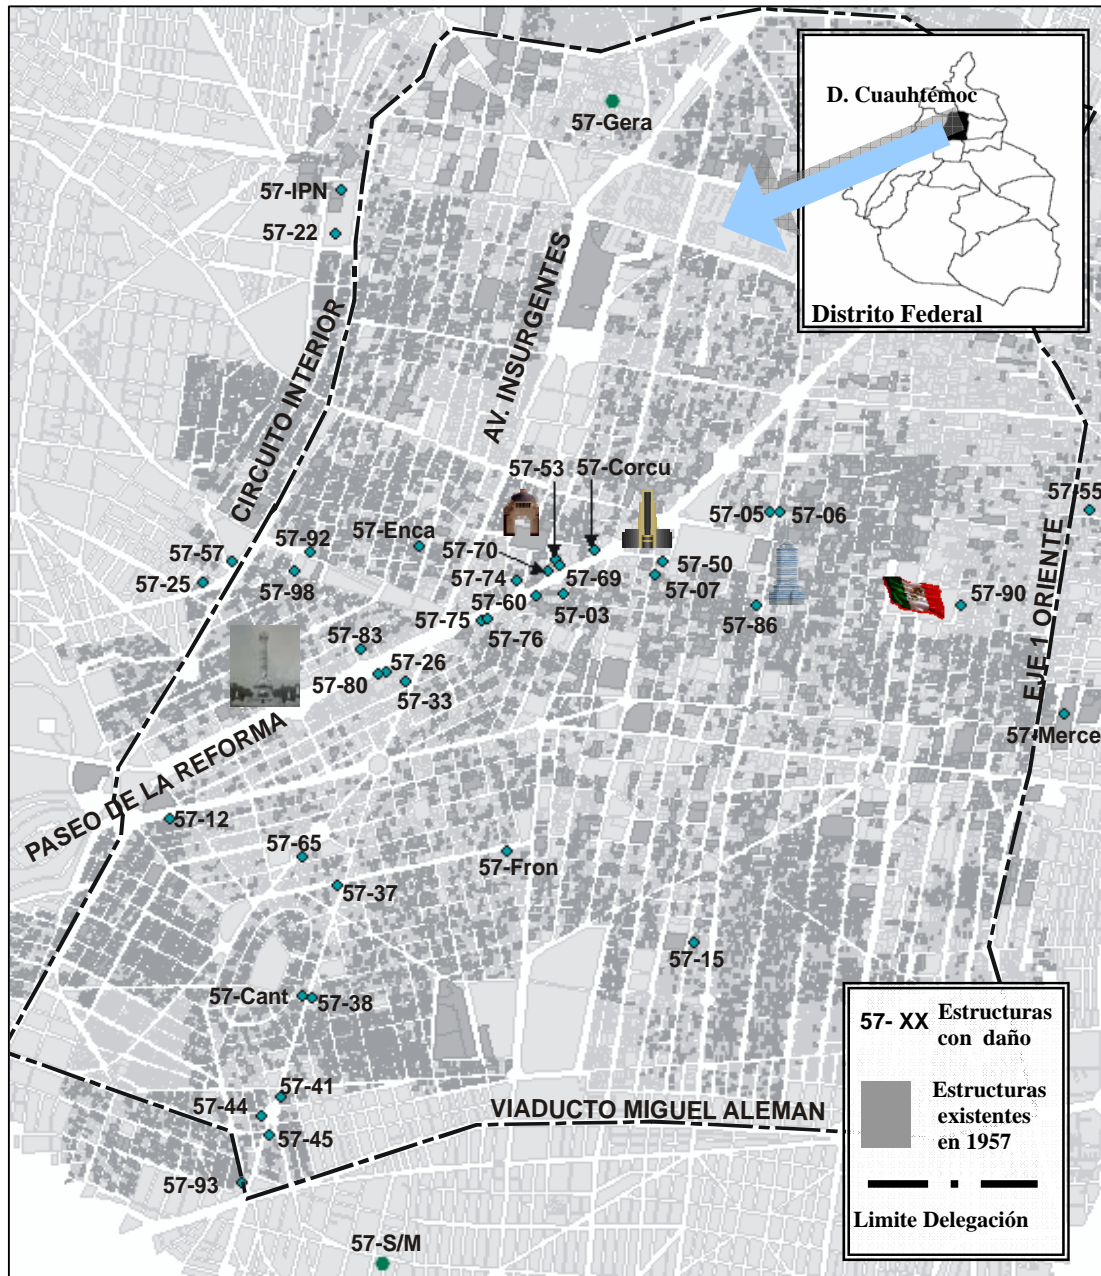 D. Cuauhtémoc
57-Gera
57-IPN
57-22
AV. INSURGENTES
Distrito Federal
CIRCUITO INTERIOR
57-53
57-Corcu
57-55
57-05
57-06
57-Enca
57-92
57-57
57-70
57-25
57-98
57-74
57-69
57-50
57-07
57-60
57-03
57-90
57-75
57-76
57-86
57-83
57-26
57-80
57-33
EJE 1 ORIENTE
57-Merce
PASEO DE LA REFORMA
57-12
57-65
57-Fron
57-37
57-15
57-Cant
57-38
57-41
57-44
VIADUCTO MIGUEL ALEMAN
57-45
57-93
57-S/M
57- XX Estructuras
con daño
Estructuras
existentes
en 1957
Limite Delegación